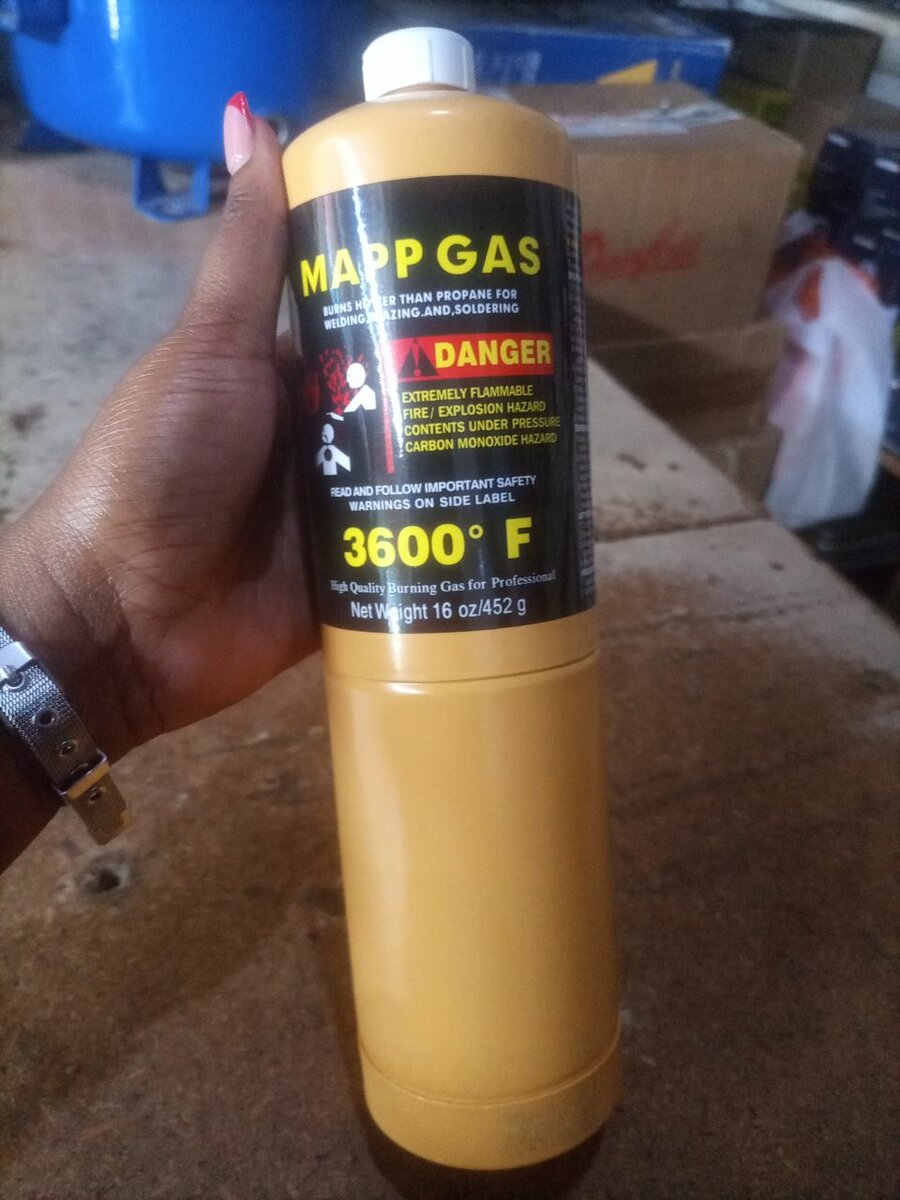 MAPP GAS
BURNS HOTTER THAN PROPANE FOR
WELDING, BRAZING.AND,SOLDERING
DANGER
EXTREMELY FLAMMABLE
FIRE/ EXPLOSION HAZARD
CONTENTS UNDER PRESSURE
CARBON MONOXIDE HAZARD
READ AND FOLLOW IMPORTANT SAFETY
WARNINGS ON SIDE LABEL
3600° F
High Quality Burning Gas for Professional
Net Weight 16 oz/452 g